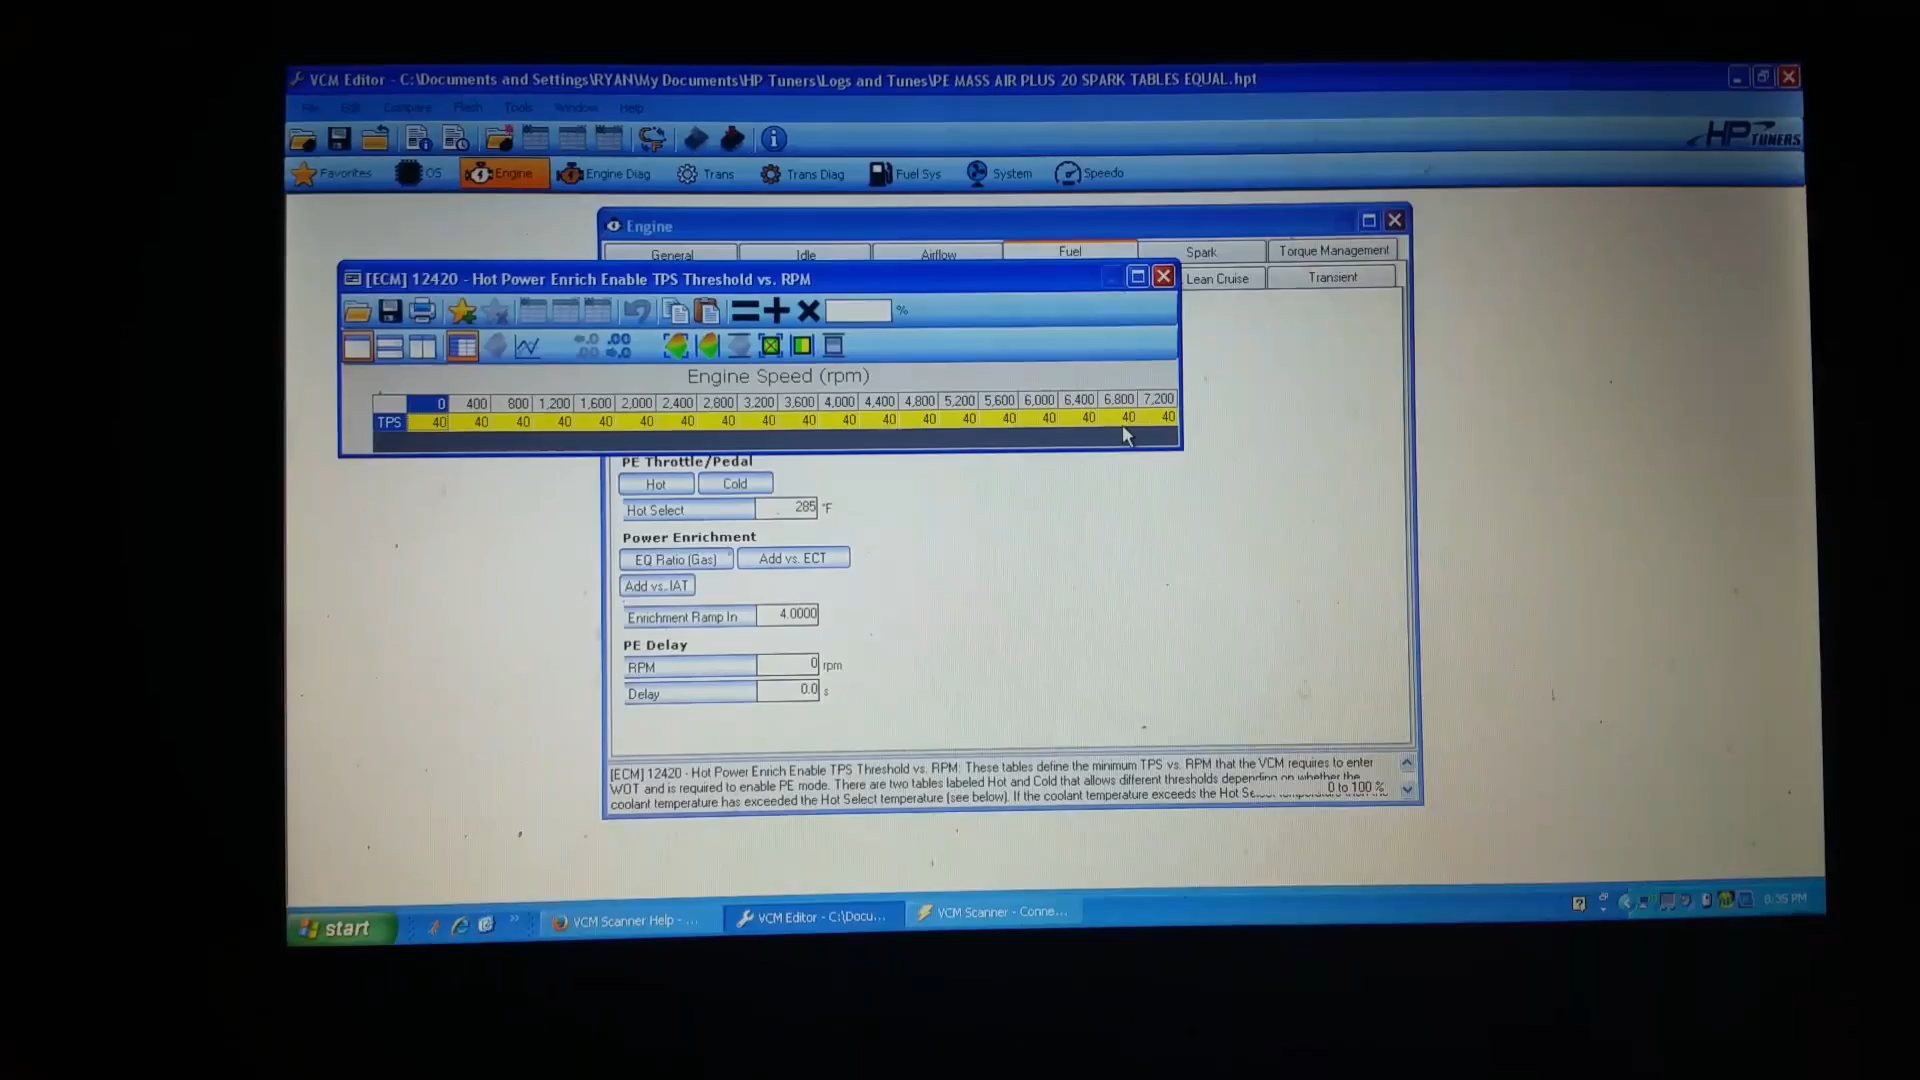 VCM Editor - C:\Documents and Settings\RYAN\My Documents\HP Tuners\Logs and Tunes\PE MASS AIR PLUS 20 SPARK TABLES EQUAL.hpt
File Edit Compare Flash Tools Window Help
HP TUNERS
Favorites OS Engine Engine Diag Trans Trans Diag Fuel Sys System Speedo
Engine
General Idle Airflow Fuel Spark Torque Management
[ECM] 12420 - Hot Power Enrich Enable TPS Threshold vs. RPM
Lean Cruise Transient
%
Engine Speed (rpm)
0 400 800 1,200 1,600 2,000 2,400 2,800 3,200 3,600 4,000 4,400 4,800 5,200 5,600 6,000 6,400 6,800 7,200
TPS 40 40 40 40 40 40 40 40 40 40 40 40 40 40 40 40 40 40 40
PE Throttle/Pedal
Hot Cold
Hot Select 285 °F
Power Enrichment
EQ Ratio (Gas) Add vs. ECT
Add vs. IAT
Enrichment Ramp In 4.0000
PE Delay
RPM 0 rpm
Delay 0.0 s
[ECM] 12420 - Hot Power Enrich Enable TPS Threshold vs. RPM: These tables define the minimum TPS vs. RPM that the VCM requires to enter
WOT and is required to enable PE mode. There are two tables labeled Hot and Cold that allows different thresholds depending on whether the
coolant temperature has exceeded the Hot Select temperature (see below). If the coolant temperature exceeds the Hot
0 to 100 %
start VCM Scanner Help - ... VCM Editor - C:\Docu... VCM Scanner - Conne... 8:35 PM